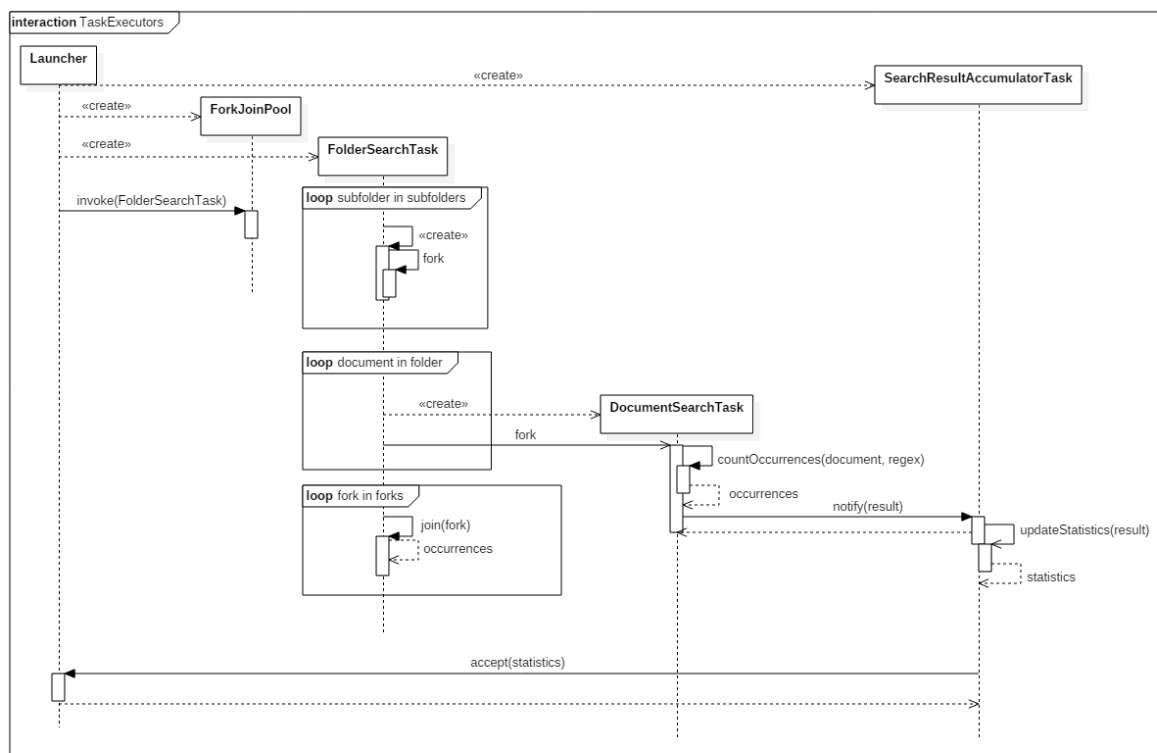 interaction TaskExecutors
Launcher
«create»
SearchResultAccumulatorTask
«create»
ForkJoinPool
«create»
FolderSearchTask
loop subfolder in subfolders
invoke(FolderSearchTask)
«create»
fork
loop document in folder
«create»
DocumentSearchTask
fork
countOccurrences(document, regex)
occurrences
loop fork in forks
notify(result)
join(fork)
updateStatistics(result)
occurrences
statistics
accept(statistics)